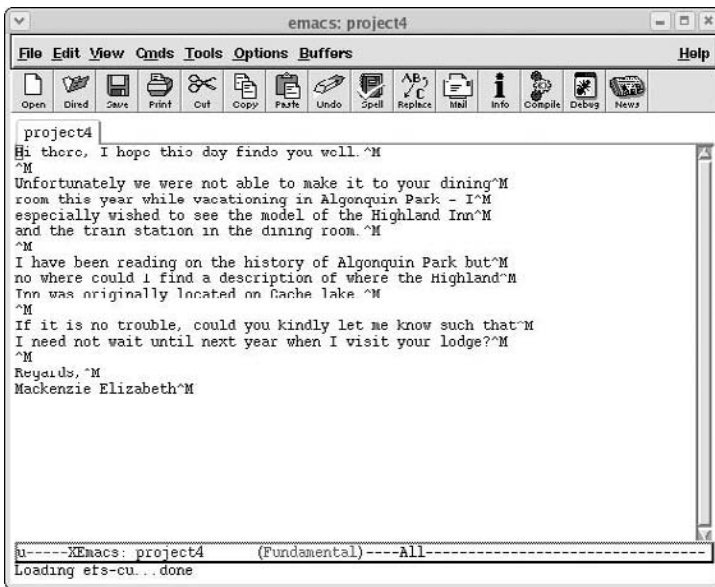 emacs: project4
File Edit View Cmds Tools Options Buffers Help
Open Dired Save Print Cut Copy Paste Undo Spell Replace Mail Info Compile Debug News
project4
Hi there, I hope this day finds you well.^M
^M
Unfortunately we were not able to make it to your dining^M
room this year while vacationing in Algonquin Park - I^M
especially wished to see the model of the Highland Inn^M
and the train station in the dining room.^M
^M
I have been reading on the history of Algonquin Park but^M
no where could I find a description of where the Highland^M
Inn was originally located on Cache lake.^M
^M
If it is no trouble, could you kindly let me know such that^M
I need not wait until next year when I visit your lodge?^M
^M
Regards,^M
Mackenzie Elizabeth^M
u-----XEmacs: project4 (Fundamental)----All----------------------------------
Loading efs-cu...done